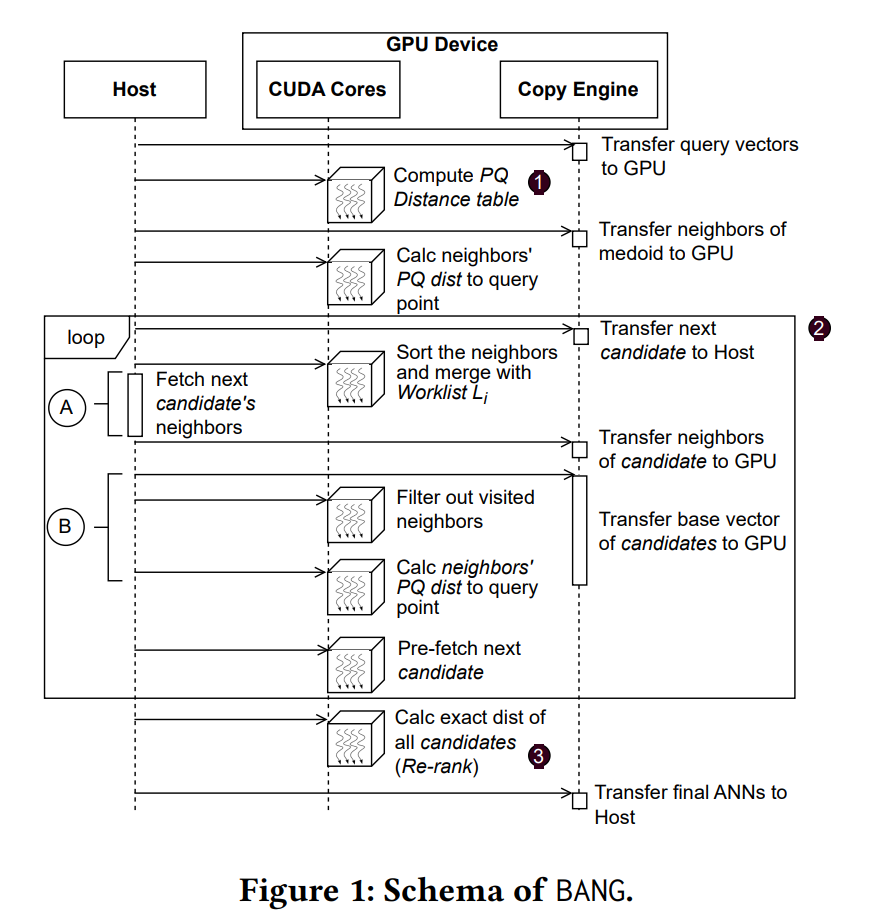 GPU Device
Host
CUDA Cores
Copy Engine
Transfer query vectors
to GPU
Compute PQ
Distance table
1
Transfer neighbors of
medoid to GPU
Calc neighbors'
PQ dist to query
point
loop
Transfer next
candidate to Host
2
Sort the neighbors
and merge with
Worklist Li
A
Fetch next
candidate's
neighbors
Transfer neighbors
of candidate to GPU
B
Filter out visited
neighbors
Transfer base vector
of candidates to GPU
Calc neighbors'
PQ dist to query
point
Pre-fetch next
candidate
Calc exact dist of
all candidates
(Re-rank)
3
Transfer final ANNs to
Host
Figure 1: Schema of BANG.